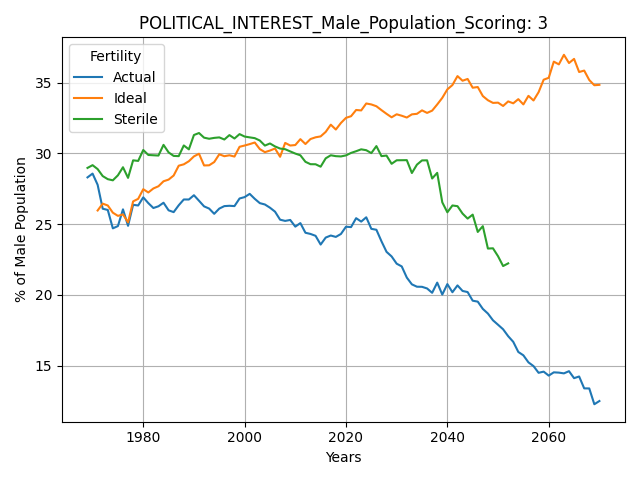 POLITICAL_INTEREST_Male_Population_Scoring: 3
Fertility
Actual
Ideal
Sterile
% of Male Population
35
30
25
20
15
1980 2000 2020 2040 2060
Years